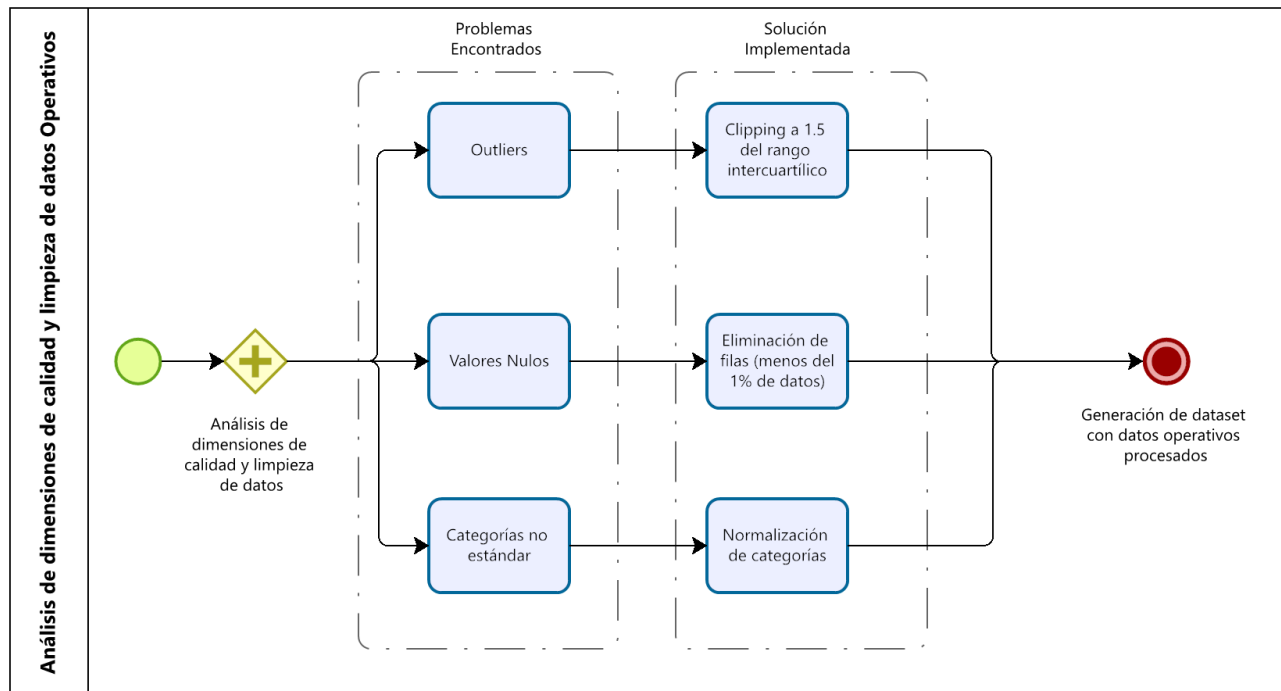 Análisis de dimensiones de calidad y limpieza de datos Operativos
Problemas
Encontrados
Solución
Implementada
Outliers
Clipping a 1.5
del rango
intercuartílico
Valores Nulos
Eliminación de
filas (menos del
1% de datos)
Análisis de
dimensiones de
calidad y limpieza
de datos
Generación de dataset
con datos operativos
procesados
Categorías no
estándar
Normalización
de categorías